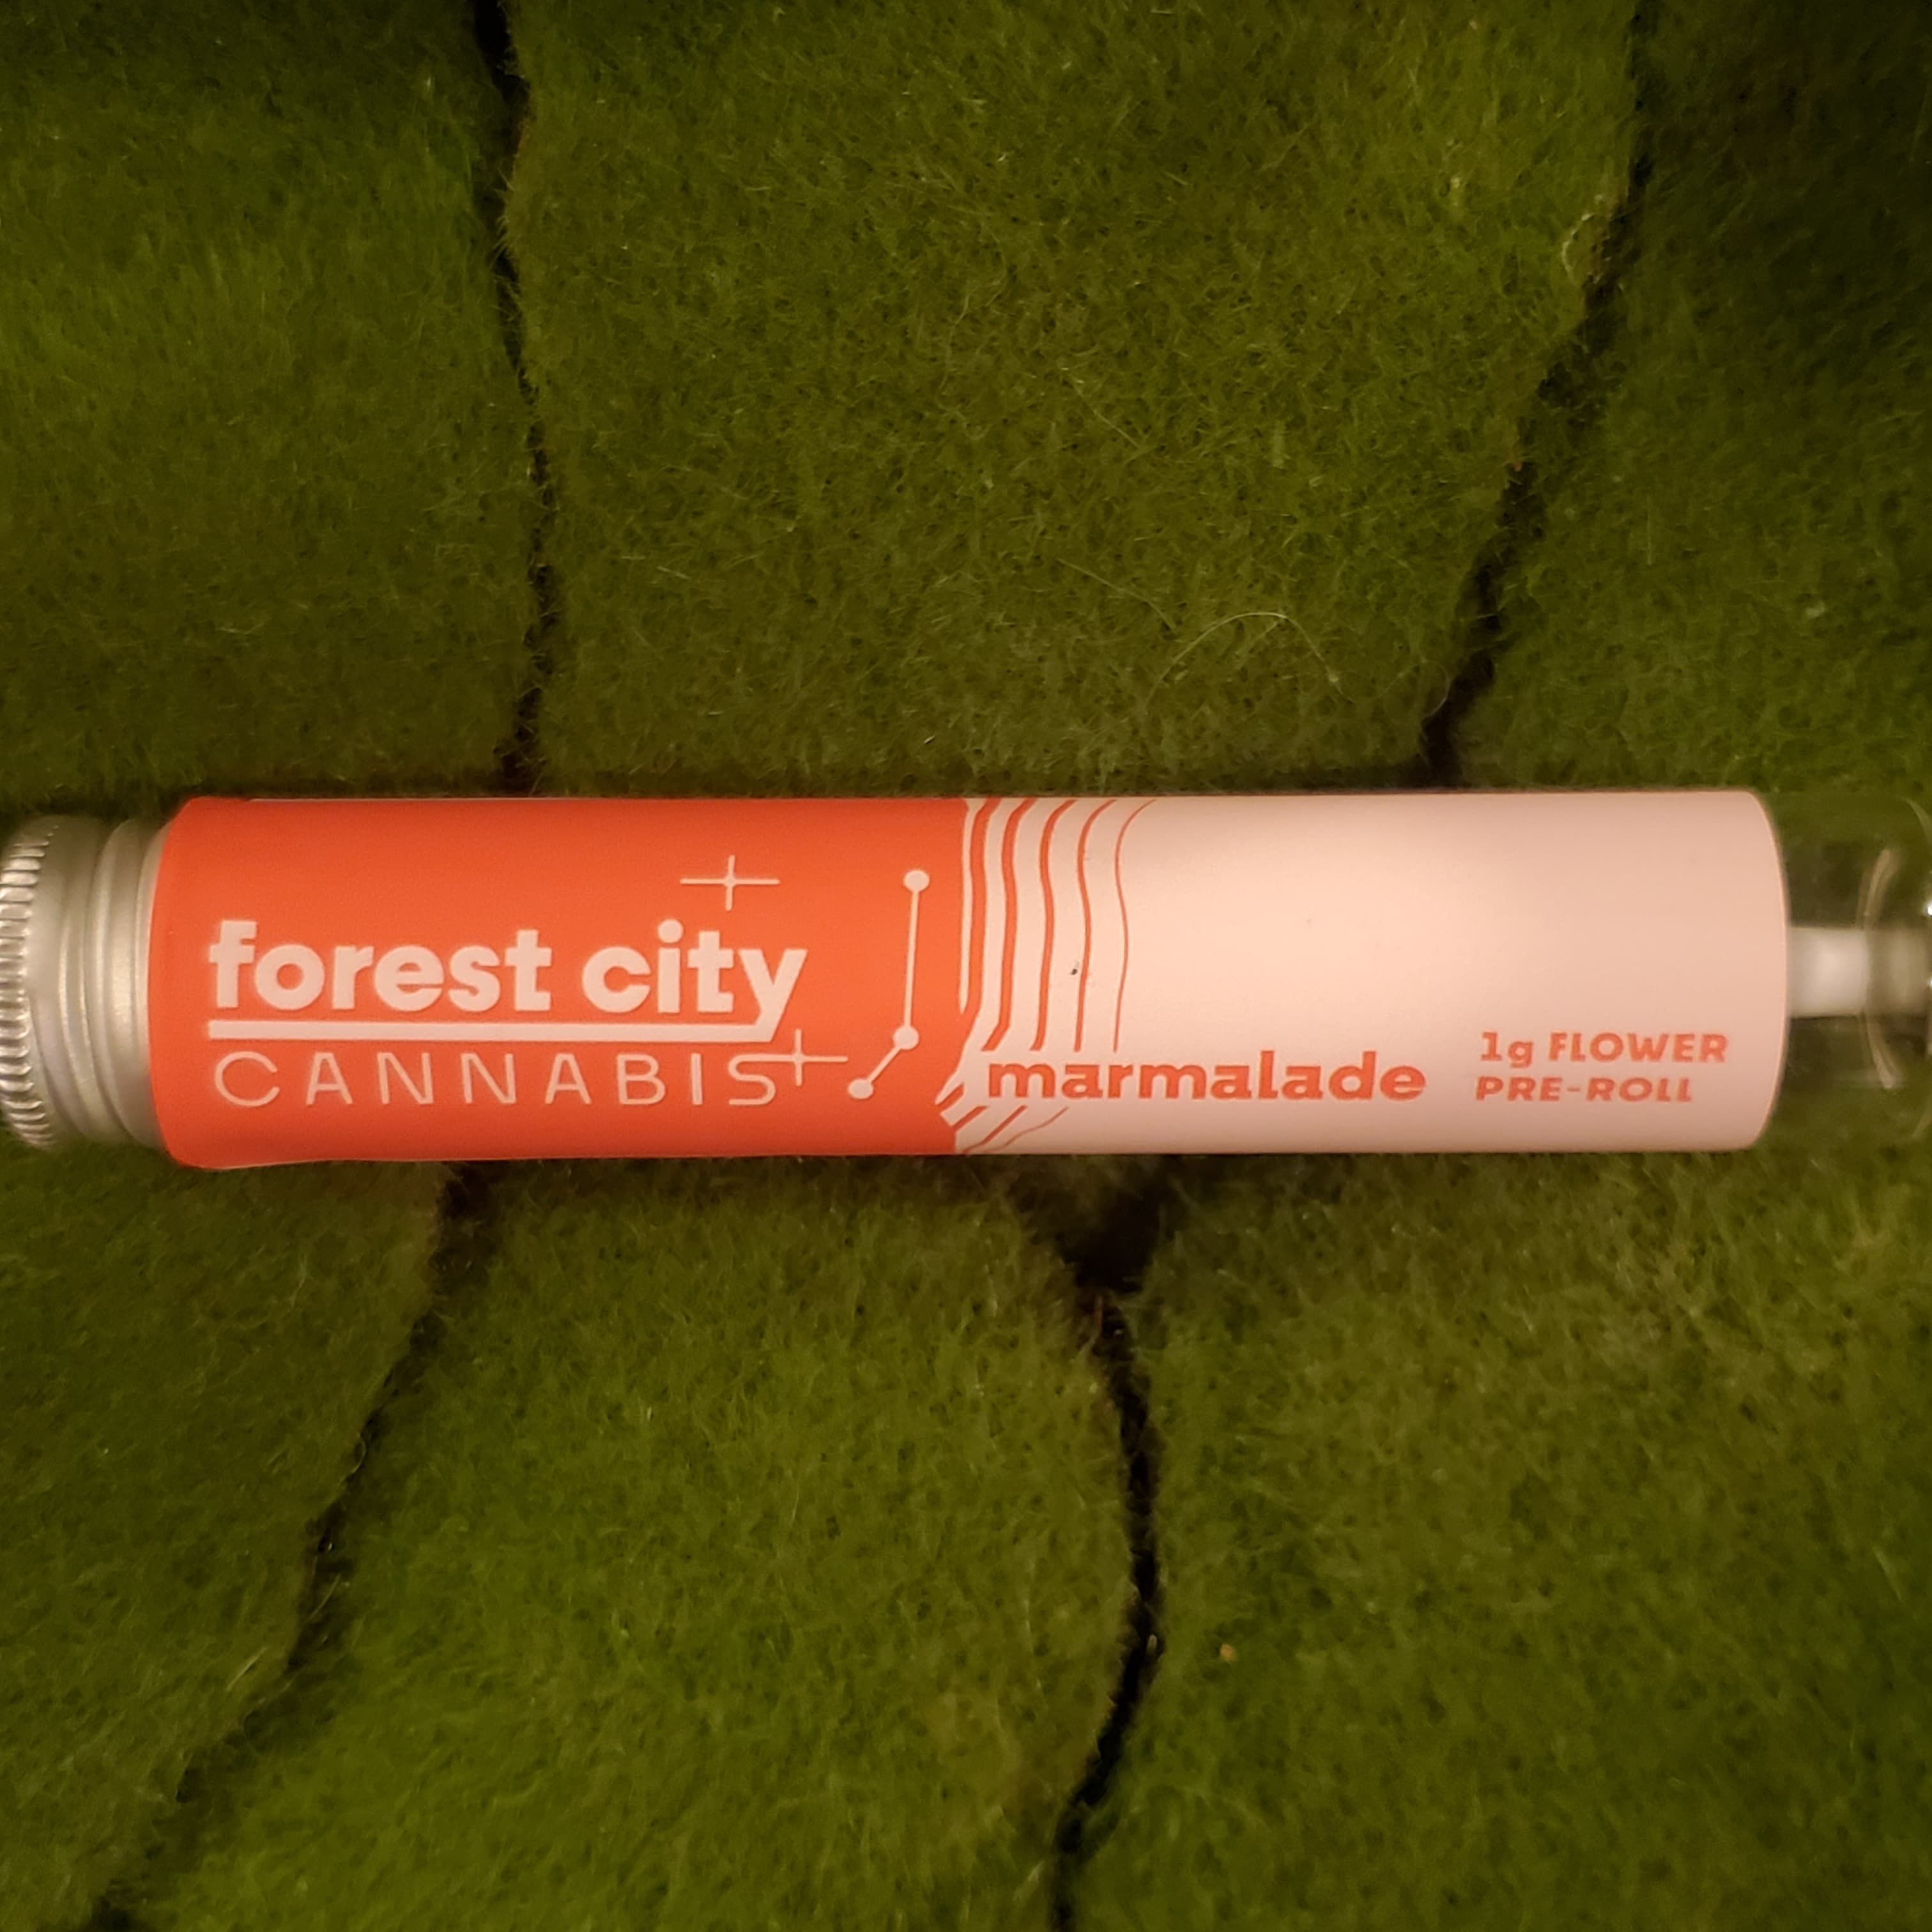 forest city
CANNABIS
marmalade
1g FLOWER
PRE-ROLL